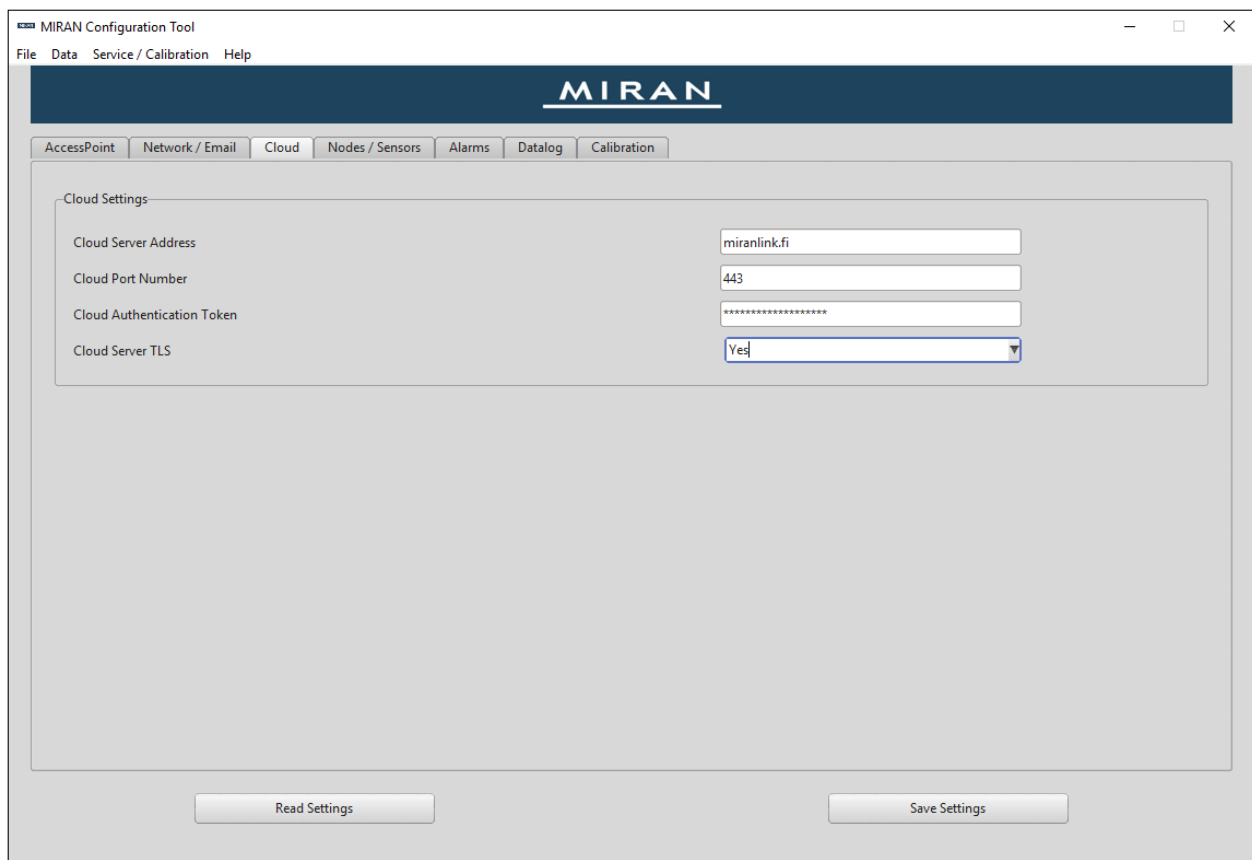 MIRAN Configuration Tool
File Data Service / Calibration Help
MIRAN
AccessPoint Network / Email Cloud Nodes / Sensors Alarms Datalog Calibration
Cloud Settings
Cloud Server Address miranlink.fi
Cloud Port Number 443
Cloud Authentication Token *******************
Cloud Server TLS Yes
Read Settings Save Settings